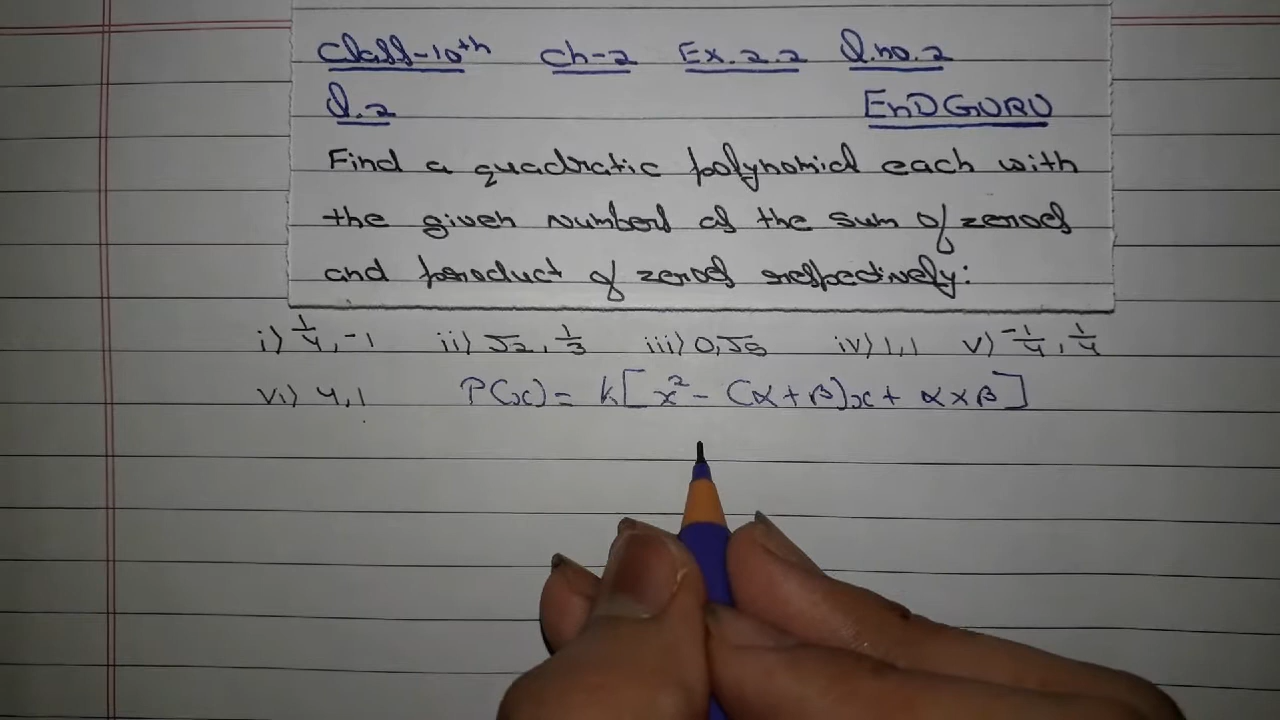 Class-10th Ch-2 Ex.2.2 Q.no.2
Q.2 EnD GURU
Find a quadratic polynomial each with
the given numbers as the sum of zeroes
and product of zeroes respectively:
i) 1/4, -1 ii) √2, 1/3 iii) 0, √5 iv) 1, 1 v) -1/4, 1/4
vi) 4, 1 P(x) = k[x² - (α + β)x + α × β]